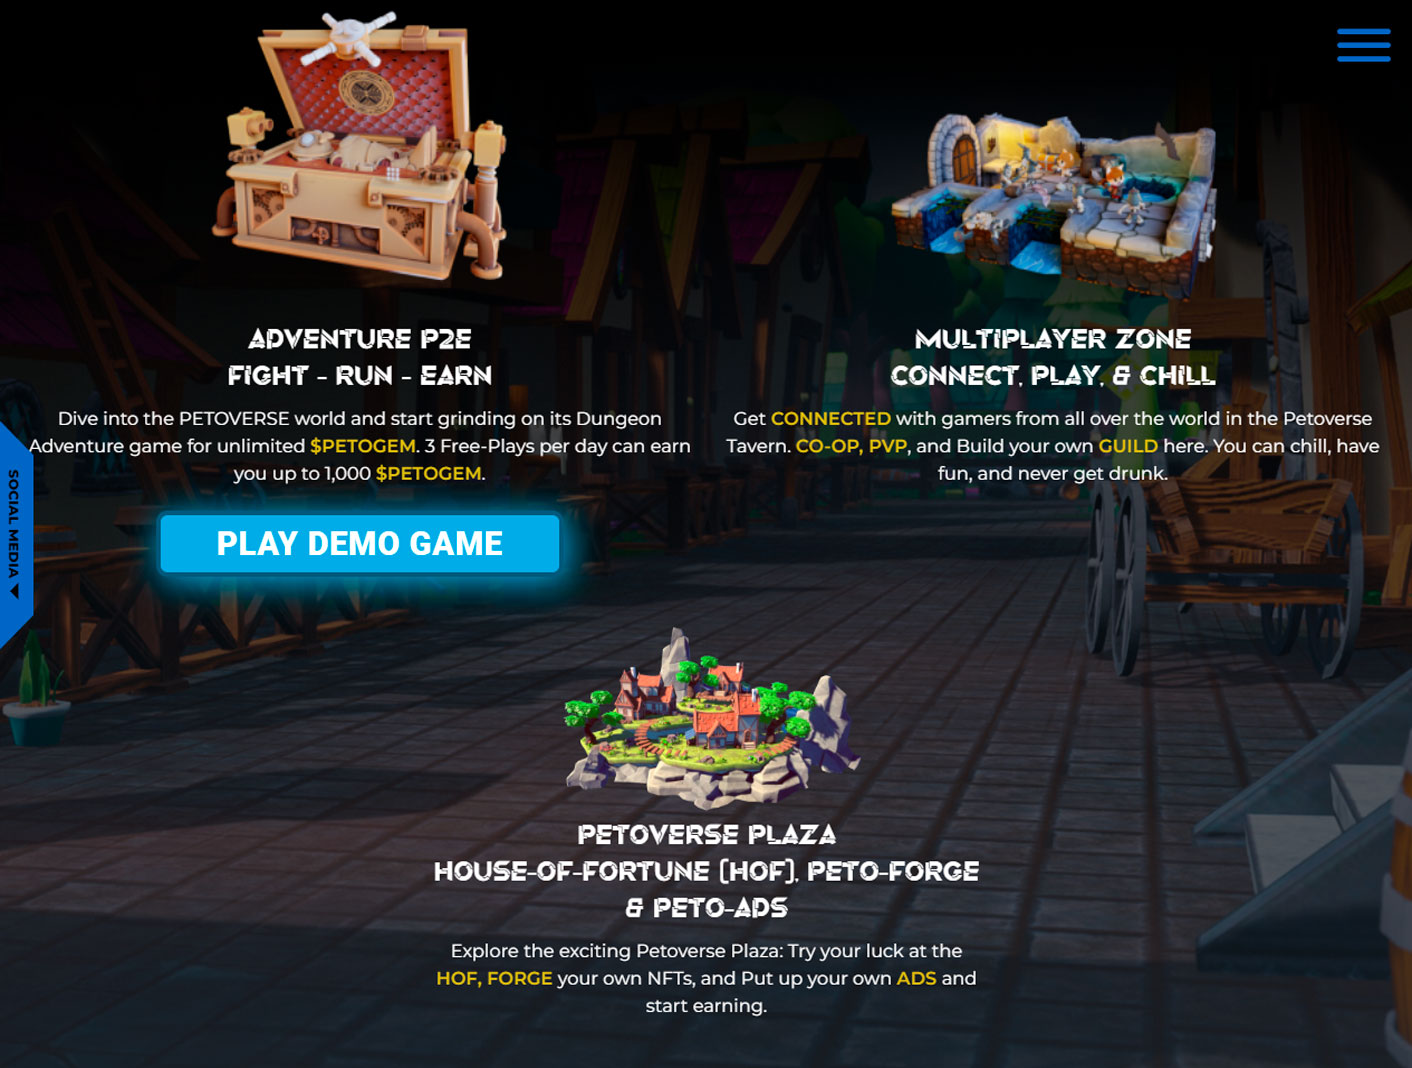 ADVENTURE P2E
FIGHT - RUN - EARN
Dive into the PETOVERSE world and start grinding on its Dungeon
Adventure game for unlimited $PETOGEM. 3 Free-Plays per day can earn
you up to 1,000 $PETOGEM.
PLAY DEMO GAME
MULTIPLAYER ZONE
CONNECT, PLAY, & CHILL
Get CONNECTED with gamers from all over the world in the Petoverse
Tavern. CO-OP, PVP, and Build your own GUILD here. You can chill, have
fun, and never get drunk.
SOCIAL MEDIA
PETOVERSE PLAZA
HOUSE-OF-FORTUNE (HOF), PETO-FORGE
& PETO-ADS
Explore the exciting Petoverse Plaza: Try your luck at the
HOF, FORGE your own NFTs, and Put up your own ADS and
start earning.